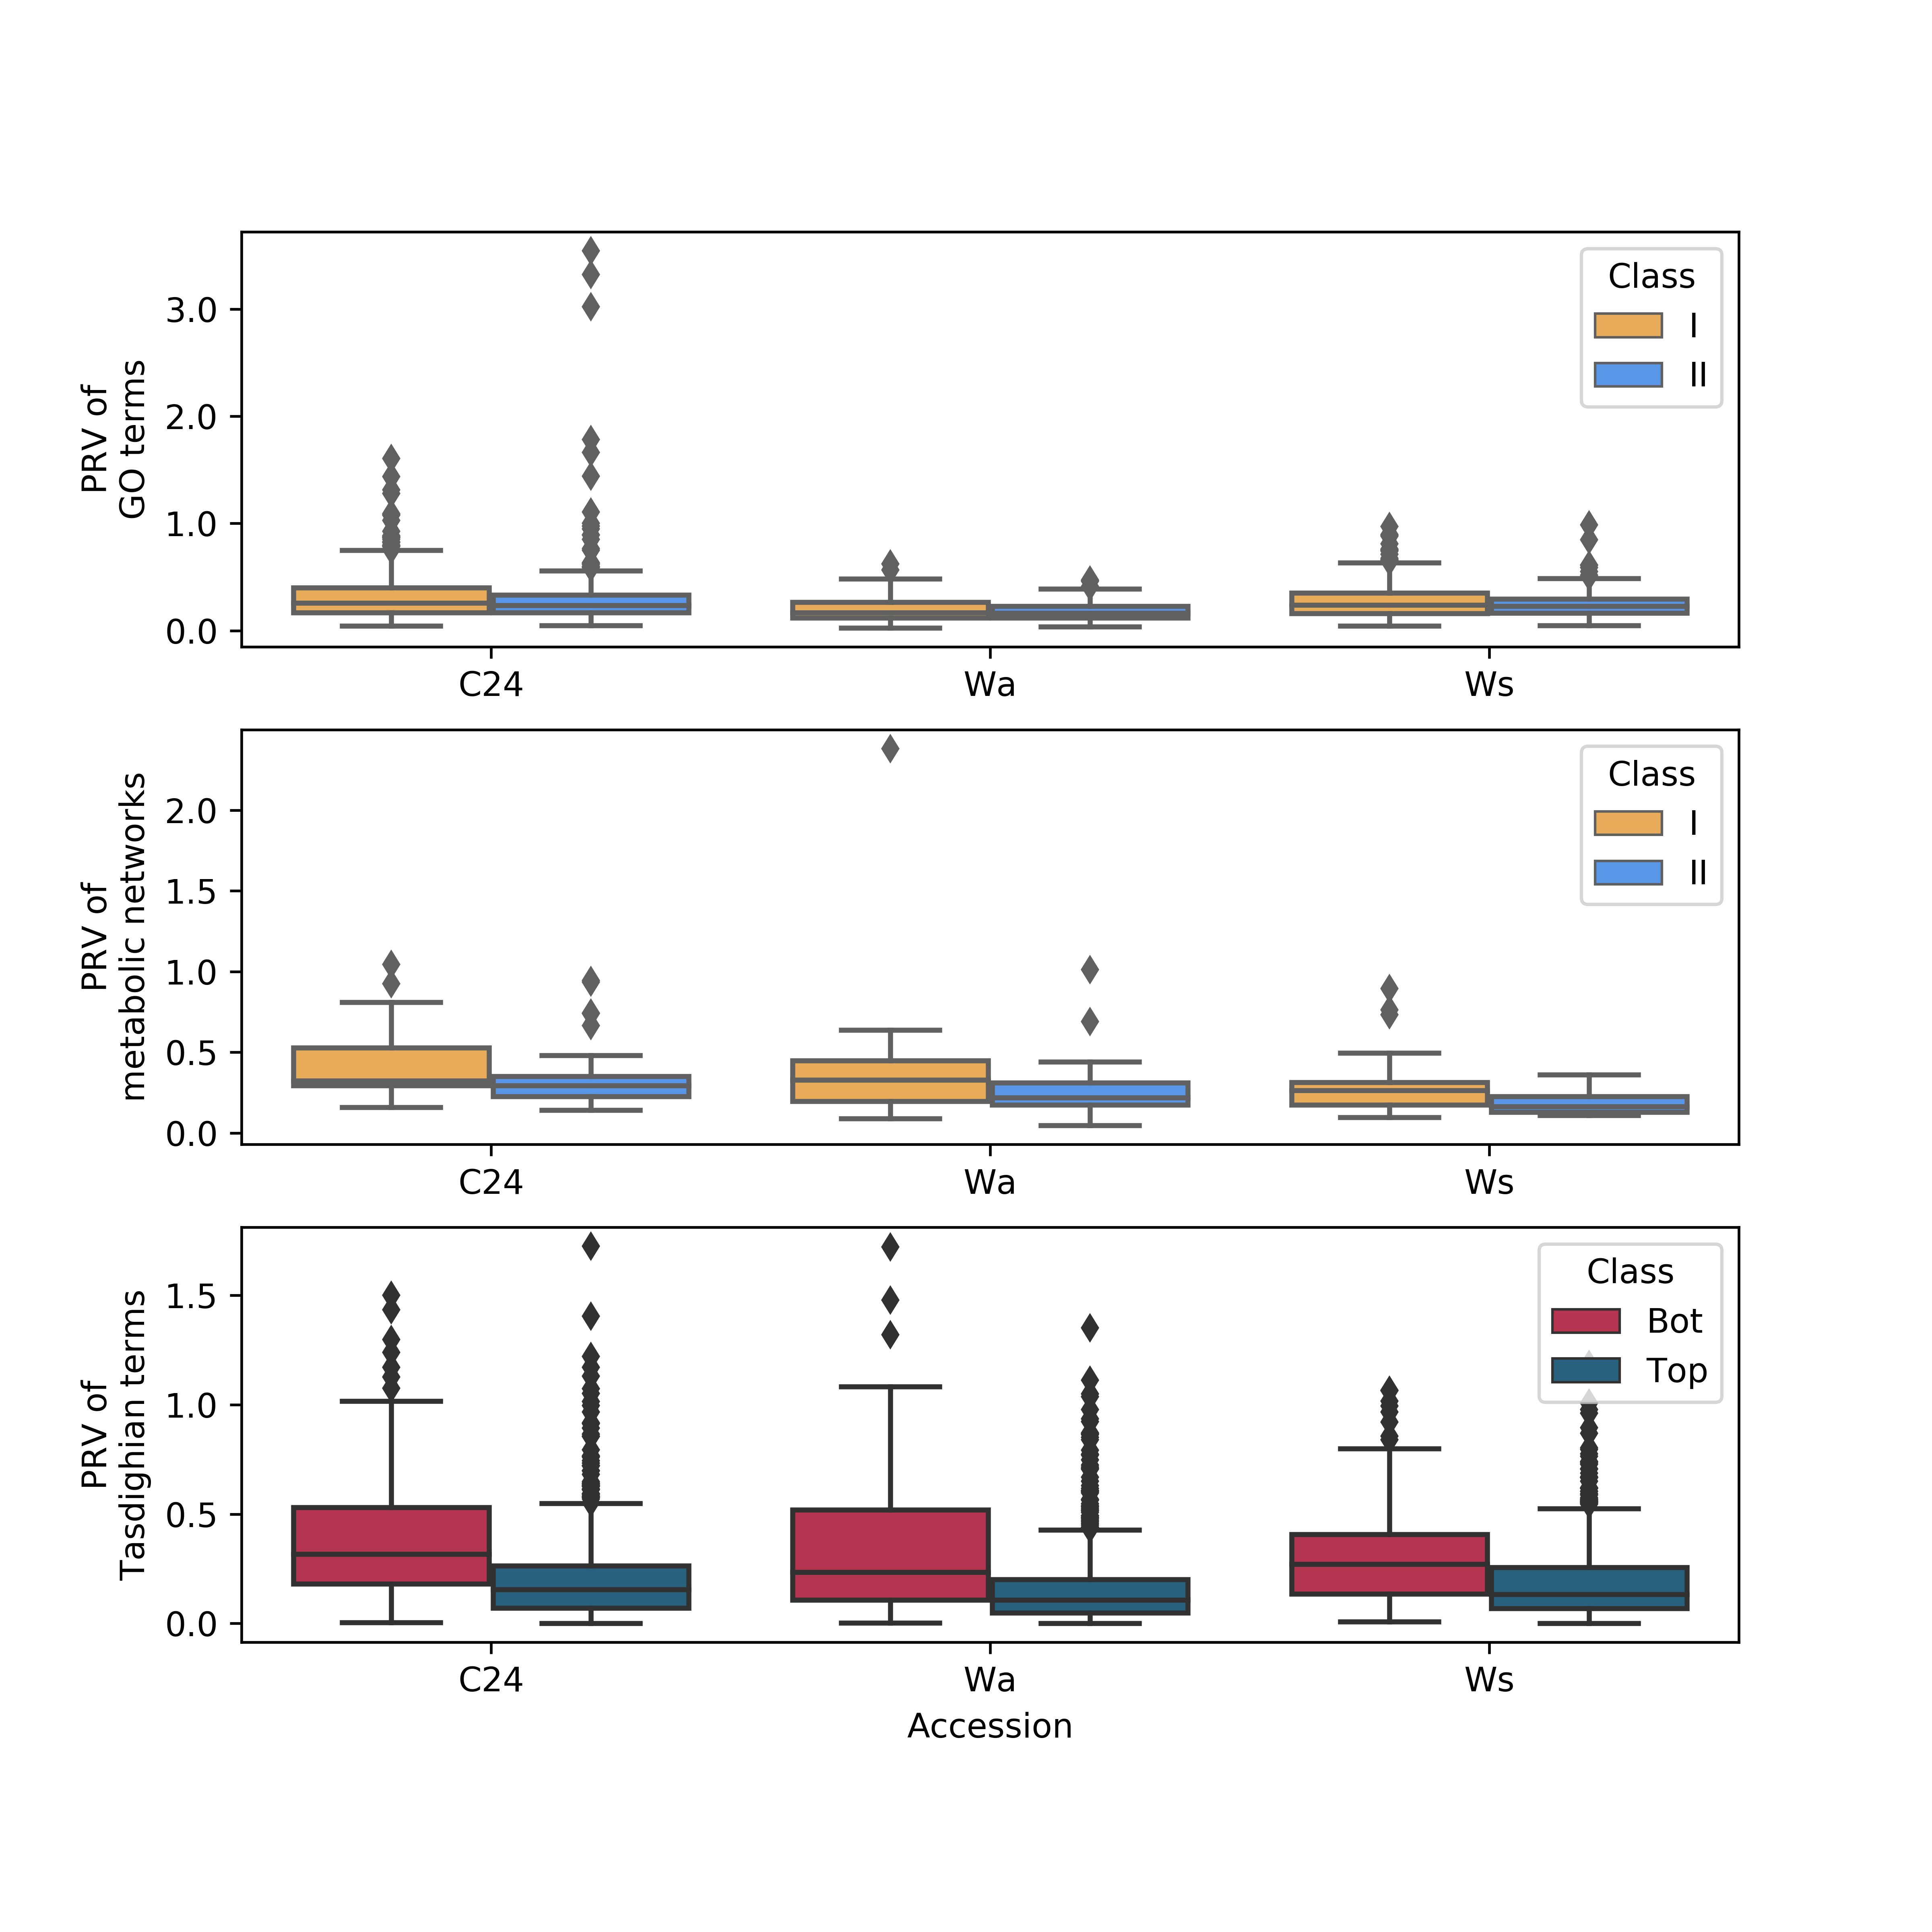 PRV of
GO terms
3.0
2.0
1.0
0.0
Class
I
II
C24
Wa
Ws
PRV of
metabolic networks
2.0
1.5
1.0
0.5
0.0
Class
I
II
C24
Wa
Ws
PRV of
Tasdighian terms
1.5
1.0
0.5
0.0
Class
Bot
Top
C24
Wa
Ws
Accession